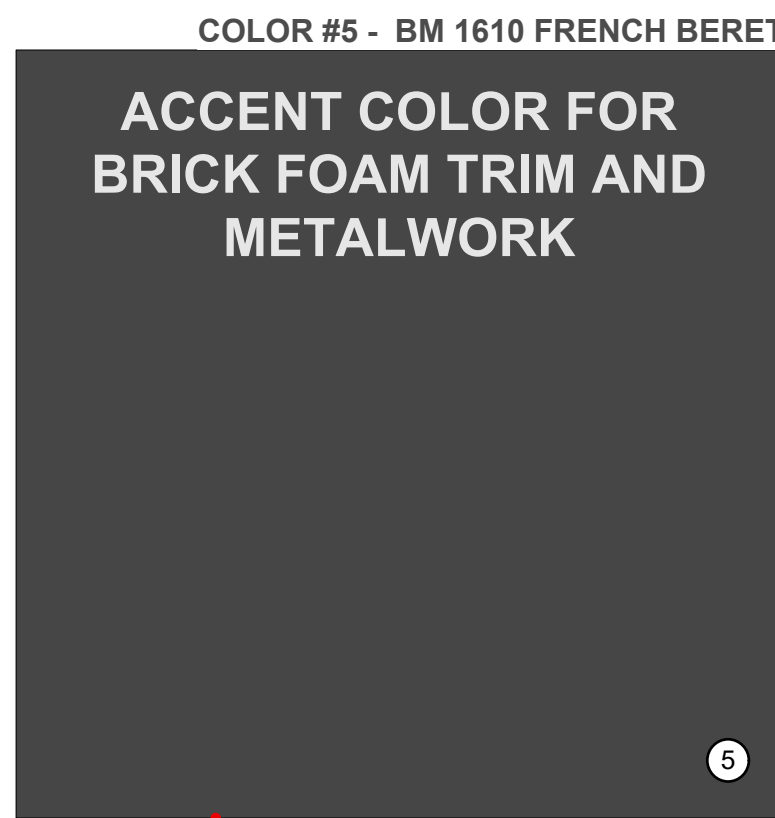 COLOR #5 - BM 1610 FRENCH BERET
ACCENT COLOR FOR
BRICK FOAM TRIM AND
METALWORK
5